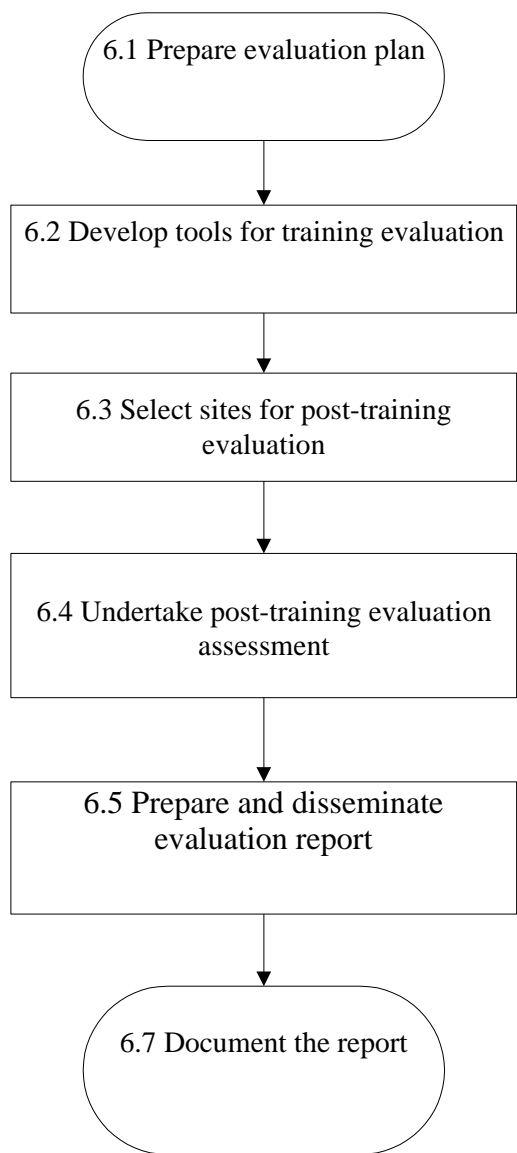 6.1 Prepare evaluation plan
6.2 Develop tools for training evaluation
6.3 Select sites for post-training
evaluation
6.4 Undertake post-training evaluation
assessment
6.5 Prepare and disseminate
evaluation report
6.7 Document the report